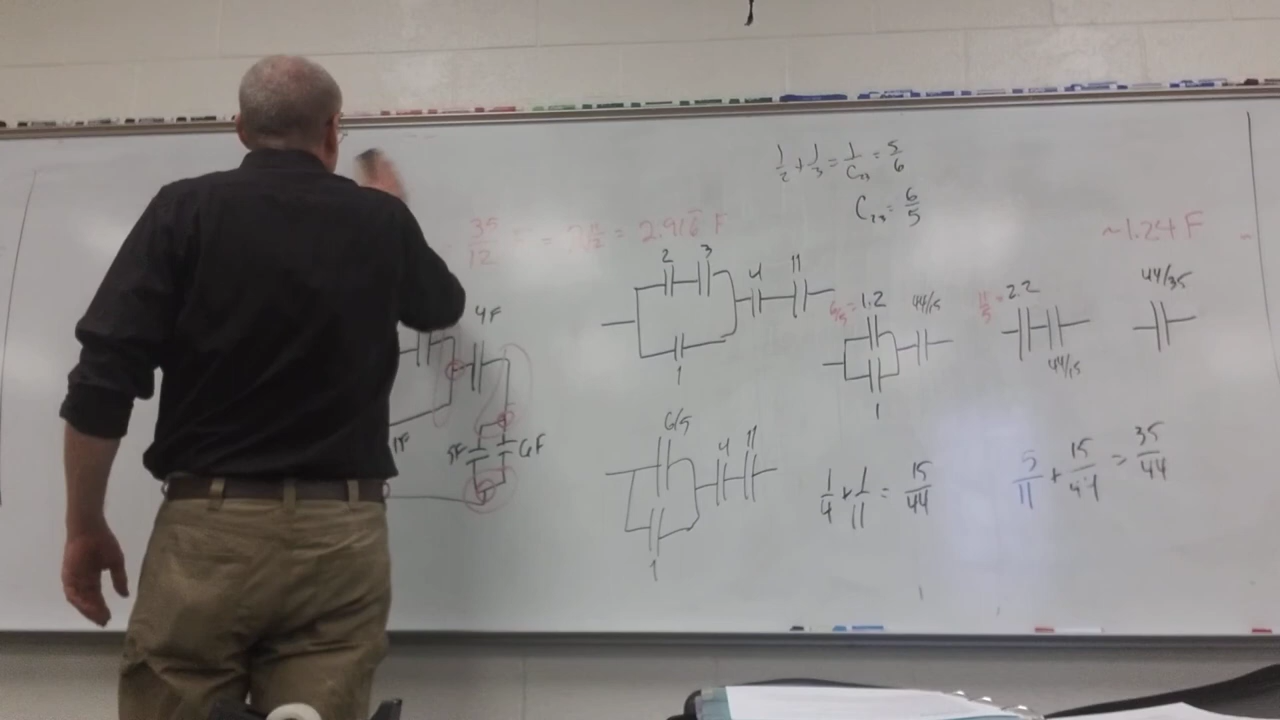 1/2 + 1/3 = 1/C₂₃ = 5/6
C₂₃ = 6/5
35/12 = = 2.916 F
~1.24 F
2 3 4 11
1
6/5 = 1.2 44/15
1
11/5 = 2.2
44/15
44/35
4F
1F
5F 6F
6/5 4 11
1
1/4 + 1/11 = 15/44
5/11 + 15/44 = 35/44